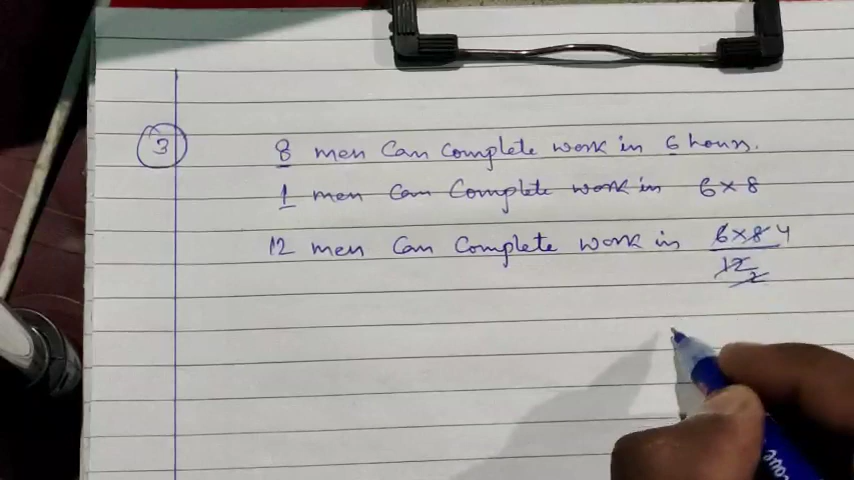 3
8 men can complete work in 6 hours.
1 men can complete work in 6×8
12 men can complete work in 6×8 4
12 2